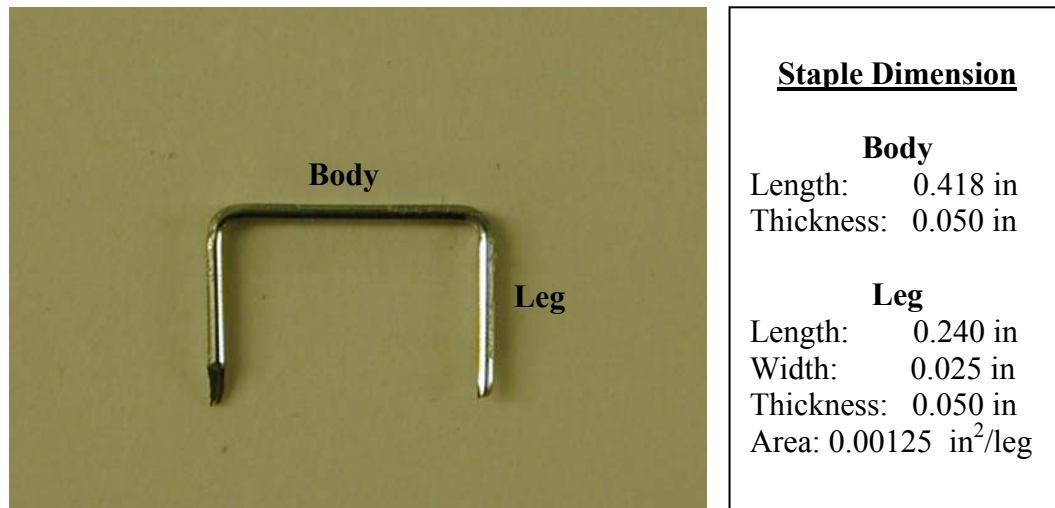 Body
Leg
Staple Dimension
Body
Length: 0.418 in
Thickness: 0.050 in
Leg
Length: 0.240 in
Width: 0.025 in
Thickness: 0.050 in
Area: 0.00125 in²/leg